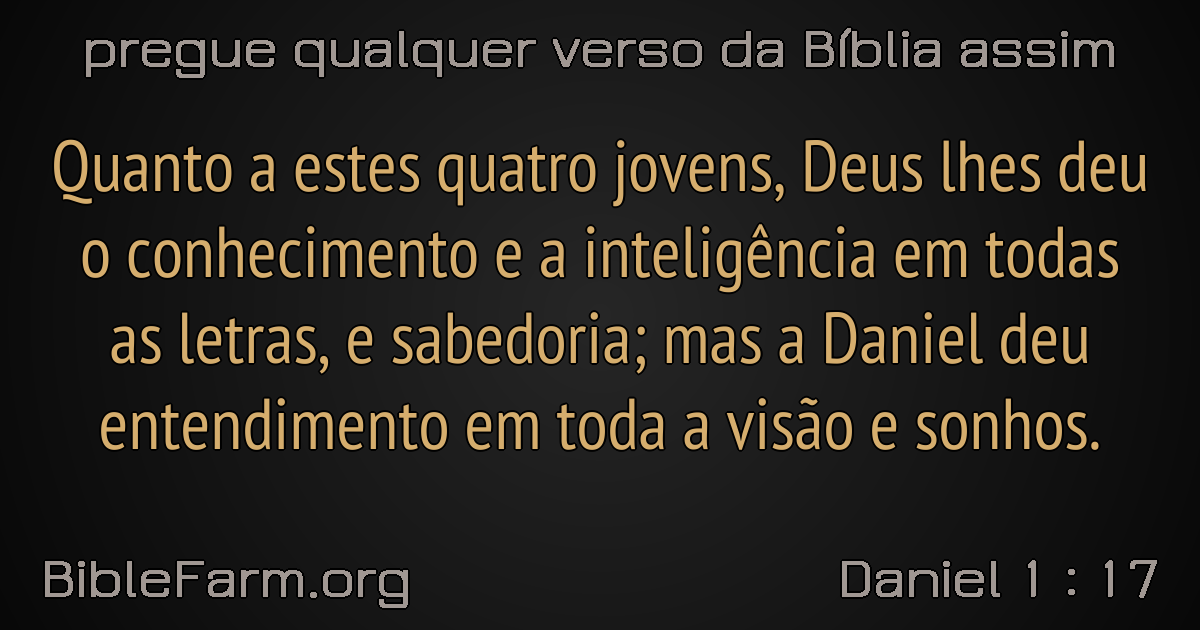 pregue qualquer verso da Bíblia assim
Quanto a estes quatro jovens, Deus lhes deu
o conhecimento e a inteligência em todas
as letras, e sabedoria; mas a Daniel deu
entendimento em toda a visão e sonhos.
BibleFarm.org
Daniel 1 : 17